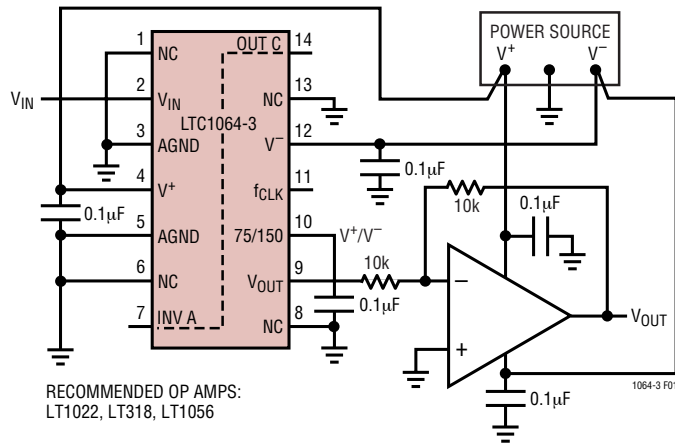 1
NC
OUT C
14
POWER SOURCE
V+
V−
2
VIN
VIN
13
NC
LTC1064-3
3
AGND
12
V−
4
V+
11
fCLK
0.1µF
0.1µF
5
AGND
10
75/150
V+/V−
10k
0.1µF
6
NC
9
VOUT
10k
0.1µF
7
INV A
8
NC
−
+
VOUT
0.1µF
RECOMMENDED OP AMPS:
LT1022, LT318, LT1056
1064-3 F01